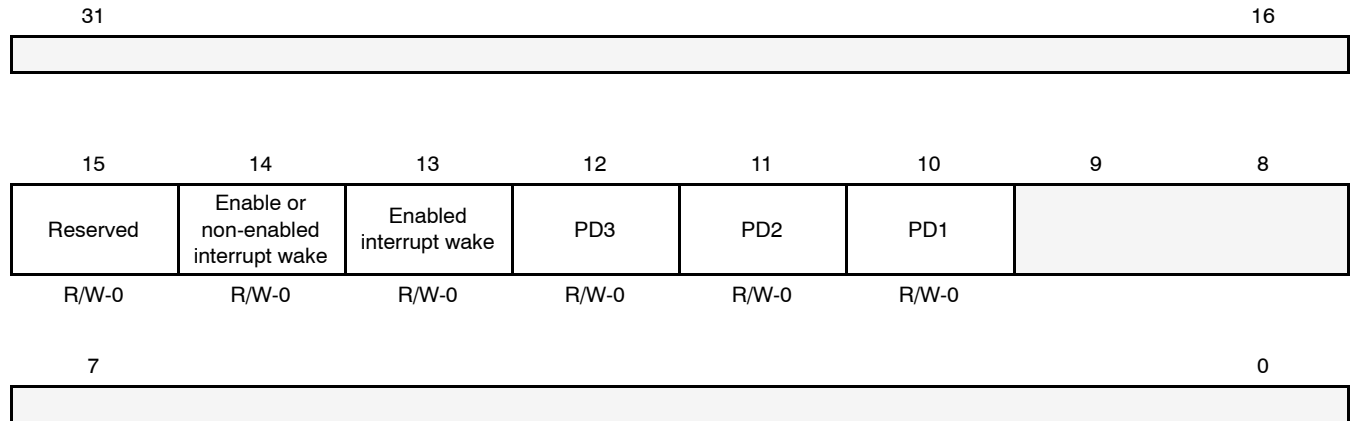 31 16
15 14 13 12 11 10 9 8
Reserved
Enable or
non-enabled
interrupt wake
Enabled
interrupt wake
PD3
PD2
PD1
R/W-0 R/W-0 R/W-0 R/W-0 R/W-0 R/W-0
7 0